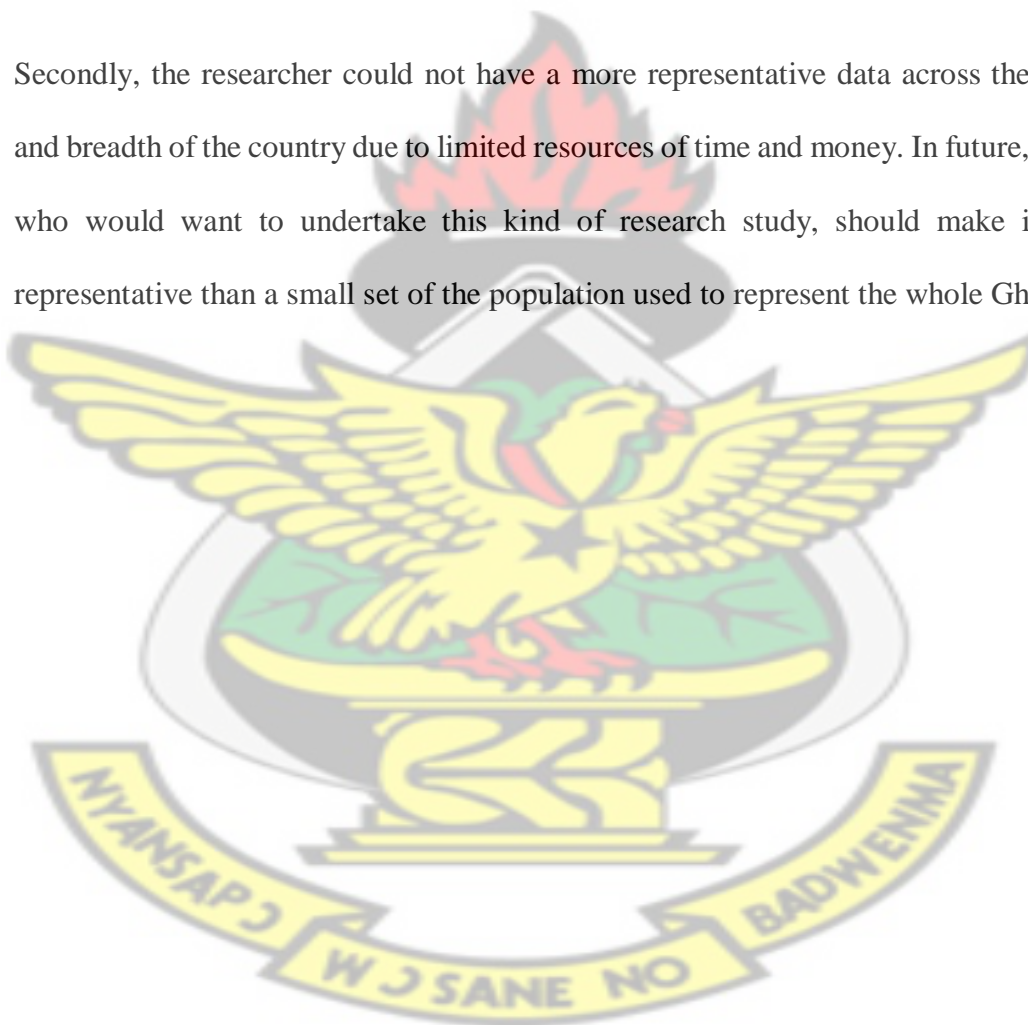 Secondly, the researcher could not have a more representative data across the
and breadth of the country due to limited resources of time and money. In future,
who would want to undertake this kind of research study, should make i
representative than a small set of the population used to represent the whole Gh
NYANSAPƆ
WƆSANE NO
BADWENMA